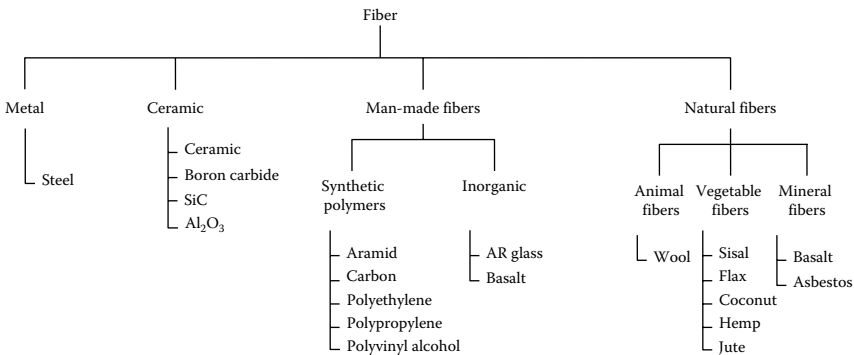 Fiber
Metal
Ceramic
Man-made fibers
Natural fibers
Steel
Ceramic
Boron carbide
SiC
Al₂O₃
Synthetic
polymers
Inorganic
Animal
fibers
Vegetable
fibers
Mineral
fibers
Aramid
Carbon
Polyethylene
Polypropylene
Polyvinyl alcohol
AR glass
Basalt
Wool
Sisal
Flax
Coconut
Hemp
Jute
Basalt
Asbestos